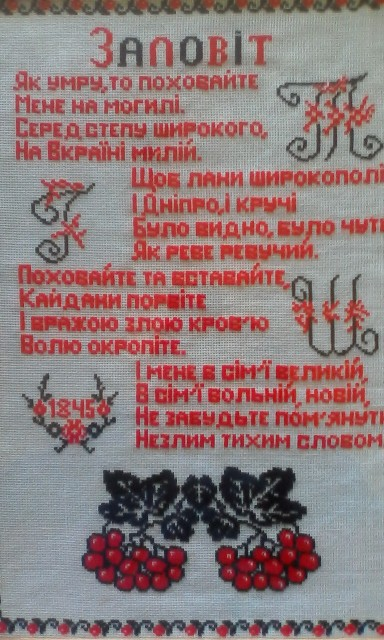 Заповіт
Як умру, то поховайте
Мене на могилі.
Серед степу широкого,
На Вкраїні милій.
Щоб лани широкополі
І Дніпро, і кручі
Було видно, було чути
Як реве ревучий.
Поховайте та вставайте,
Кайдани порвіте
І вражою злою кров'ю
Волю окропіте.
І мене в сім'ї великій,
В сім'ї вольній, новій,
Не забудьте пом'янути
Незлим тихим словом.
1845
Т
Г
Ш